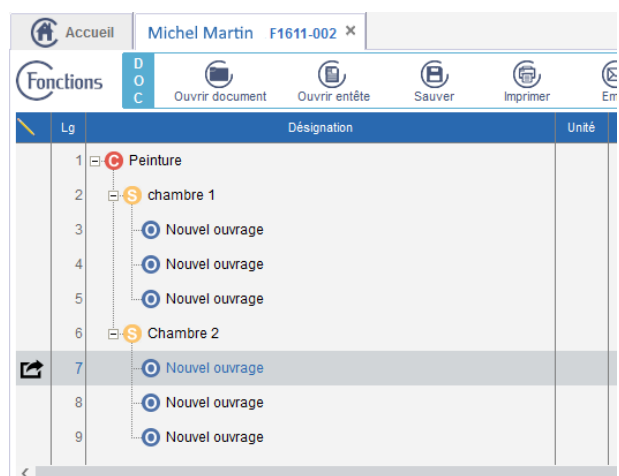 Accueil
Michel Martin F1611-002 ×
Fonctions
DOC
Ouvrir document
Ouvrir entête
Sauver
Imprimer
Em
Lg
Désignation
Unité
1 C Peinture
2 S chambre 1
3 O Nouvel ouvrage
4 O Nouvel ouvrage
5 O Nouvel ouvrage
6 S Chambre 2
7 O Nouvel ouvrage
8 O Nouvel ouvrage
9 O Nouvel ouvrage